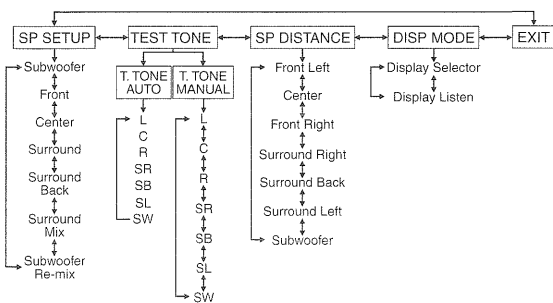 SP SETUP
TEST TONE
SP DISTANCE
DISP MODE
EXIT
Subwoofer
Front
Center
Surround
Surround
Back
Surround
Mix
Subwoofer
Re-mix
T. TONE
AUTO
L
C
R
SR
SB
SL
SW
T. TONE
MANUAL
L
C
R
SR
SB
SL
SW
Front Left
Center
Front Right
Surround Right
Surround Back
Surround Left
Subwoofer
Display Selector
Display Listen